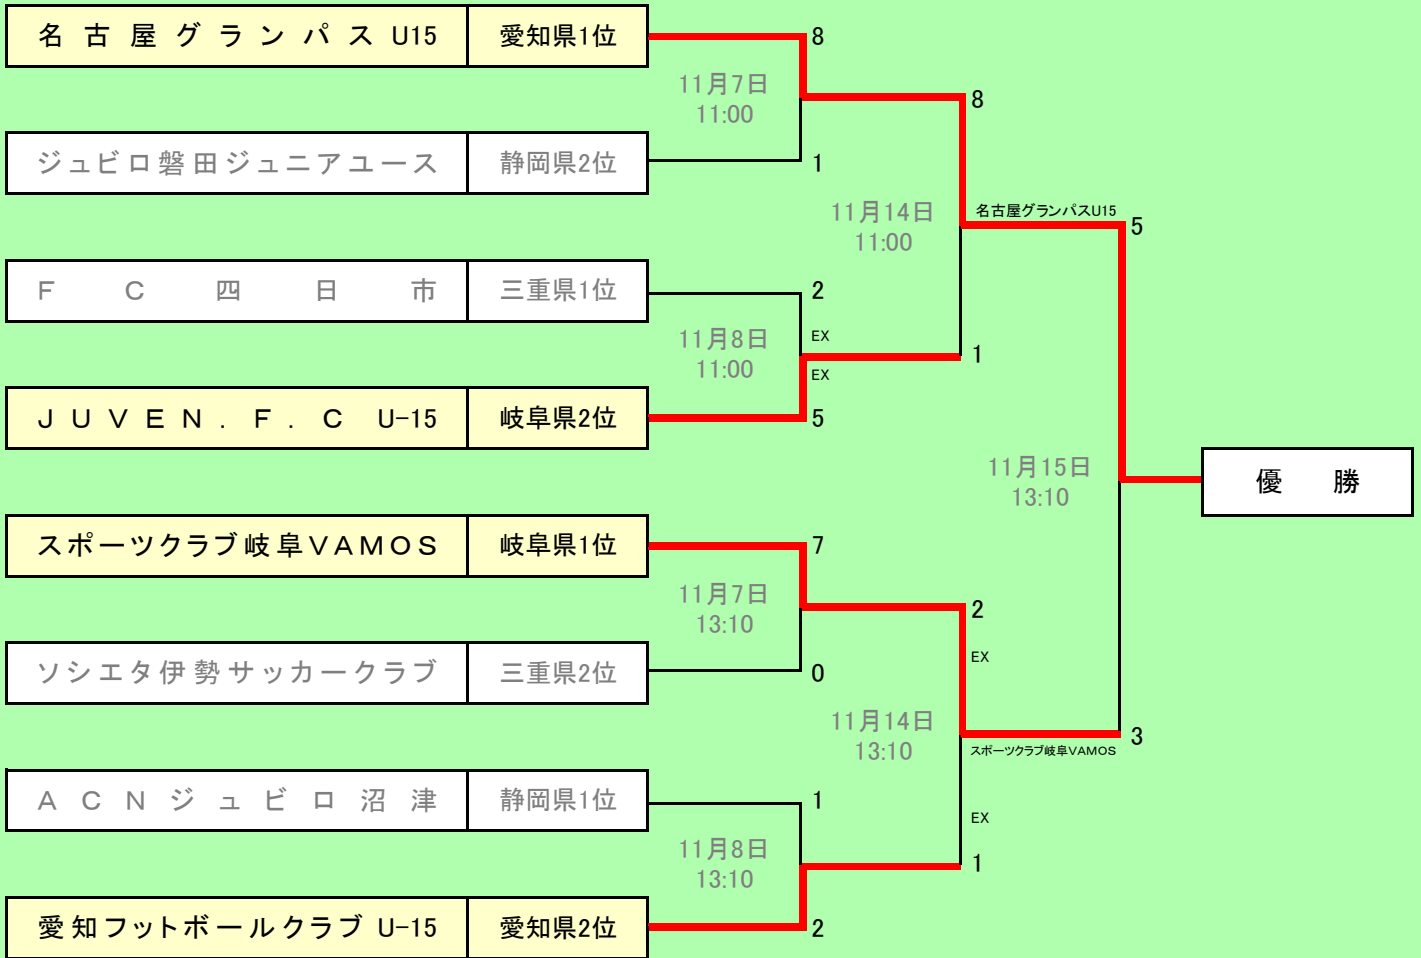 名古屋グランパス U15 愛知県1位 8
11月7日
11:00
8
ジュビロ磐田ジュニアユース 静岡県2位 1
11月14日
11:00
名古屋グランパスU15 5
FC四日市 三重県1位 2
11月8日
11:00
EX
EX
1
JUVEN.F.C U-15 岐阜県2位 5
11月15日
13:10
優勝
スポーツクラブ岐阜VAMOS 岐阜県1位 7
11月7日
13:10
2
EX
ソシエタ伊勢サッカークラブ 三重県2位 0
11月14日
13:10
スポーツクラブ岐阜VAMOS 3
ACNジュビロ沼津 静岡県1位 1
EX
11月8日
13:10
1
愛知フットボールクラブ U-15 愛知県2位 2